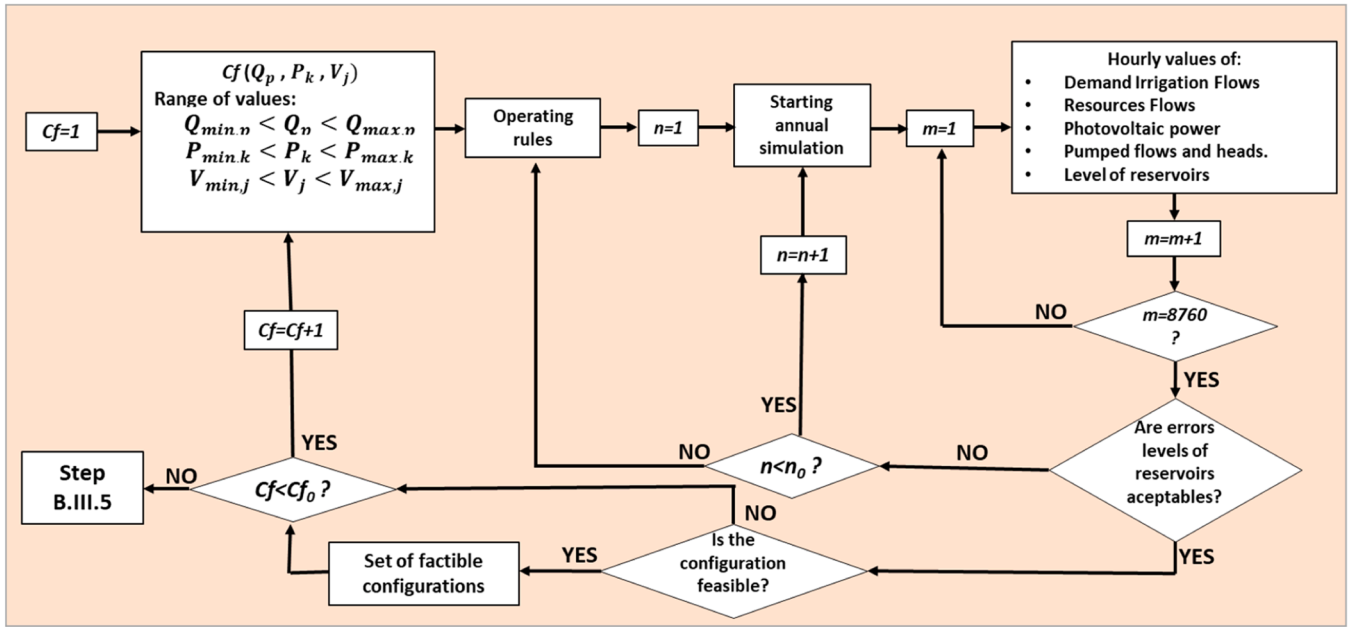 Cf=1
Cf (Qp , Pk , Vj)
Range of values:
Qmin.n < Qn < Qmax.n
Pmin.k < Pk < Pmax.k
Vmin,j < Vj < Vmax,j
Operating
rules
n=1
Starting
annual
simulation
m=1
Hourly values of:
• Demand Irrigation Flows
• Resources Flows
• Photovoltaic power
• Pumped flows and heads.
• Level of reservoirs
m=m+1
m=8760
?
NO
YES
Are errors
levels of
reservoirs
aceptables?
NO
YES
n<n0 ?
YES
NO
n=n+1
Is the
configuration
feasible?
NO
YES
Set of factible
configurations
Cf<Cf0 ?
YES
NO
Cf=Cf+1
Step
B.III.5